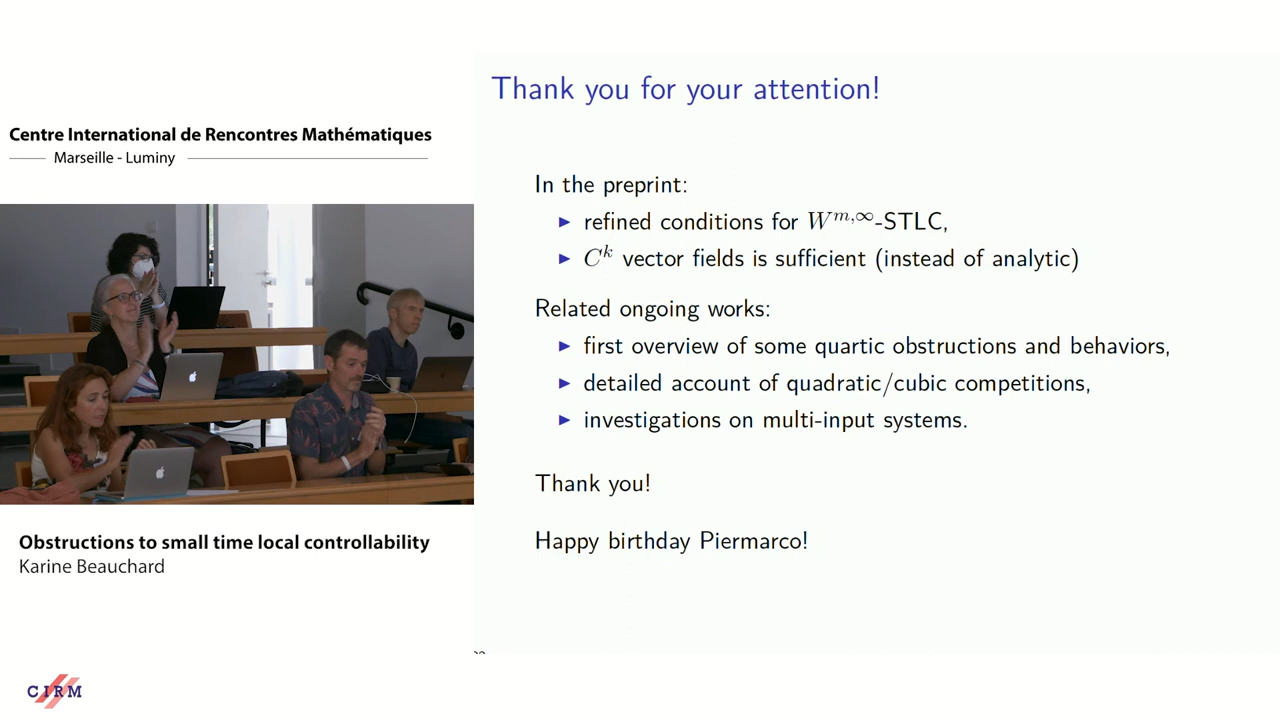 Centre International de Rencontres Mathématiques
Marseille - Luminy
Obstructions to small time local controllability
Karine Beauchard
CIRM
Thank you for your attention!
In the preprint:
▶ refined conditions for W^{m,∞}-STLC,
▶ C^k vector fields is sufficient (instead of analytic)
Related ongoing works:
▶ first overview of some quartic obstructions and behaviors,
▶ detailed account of quadratic/cubic competitions,
▶ investigations on multi-input systems.
Thank you!
Happy birthday Piermarco!